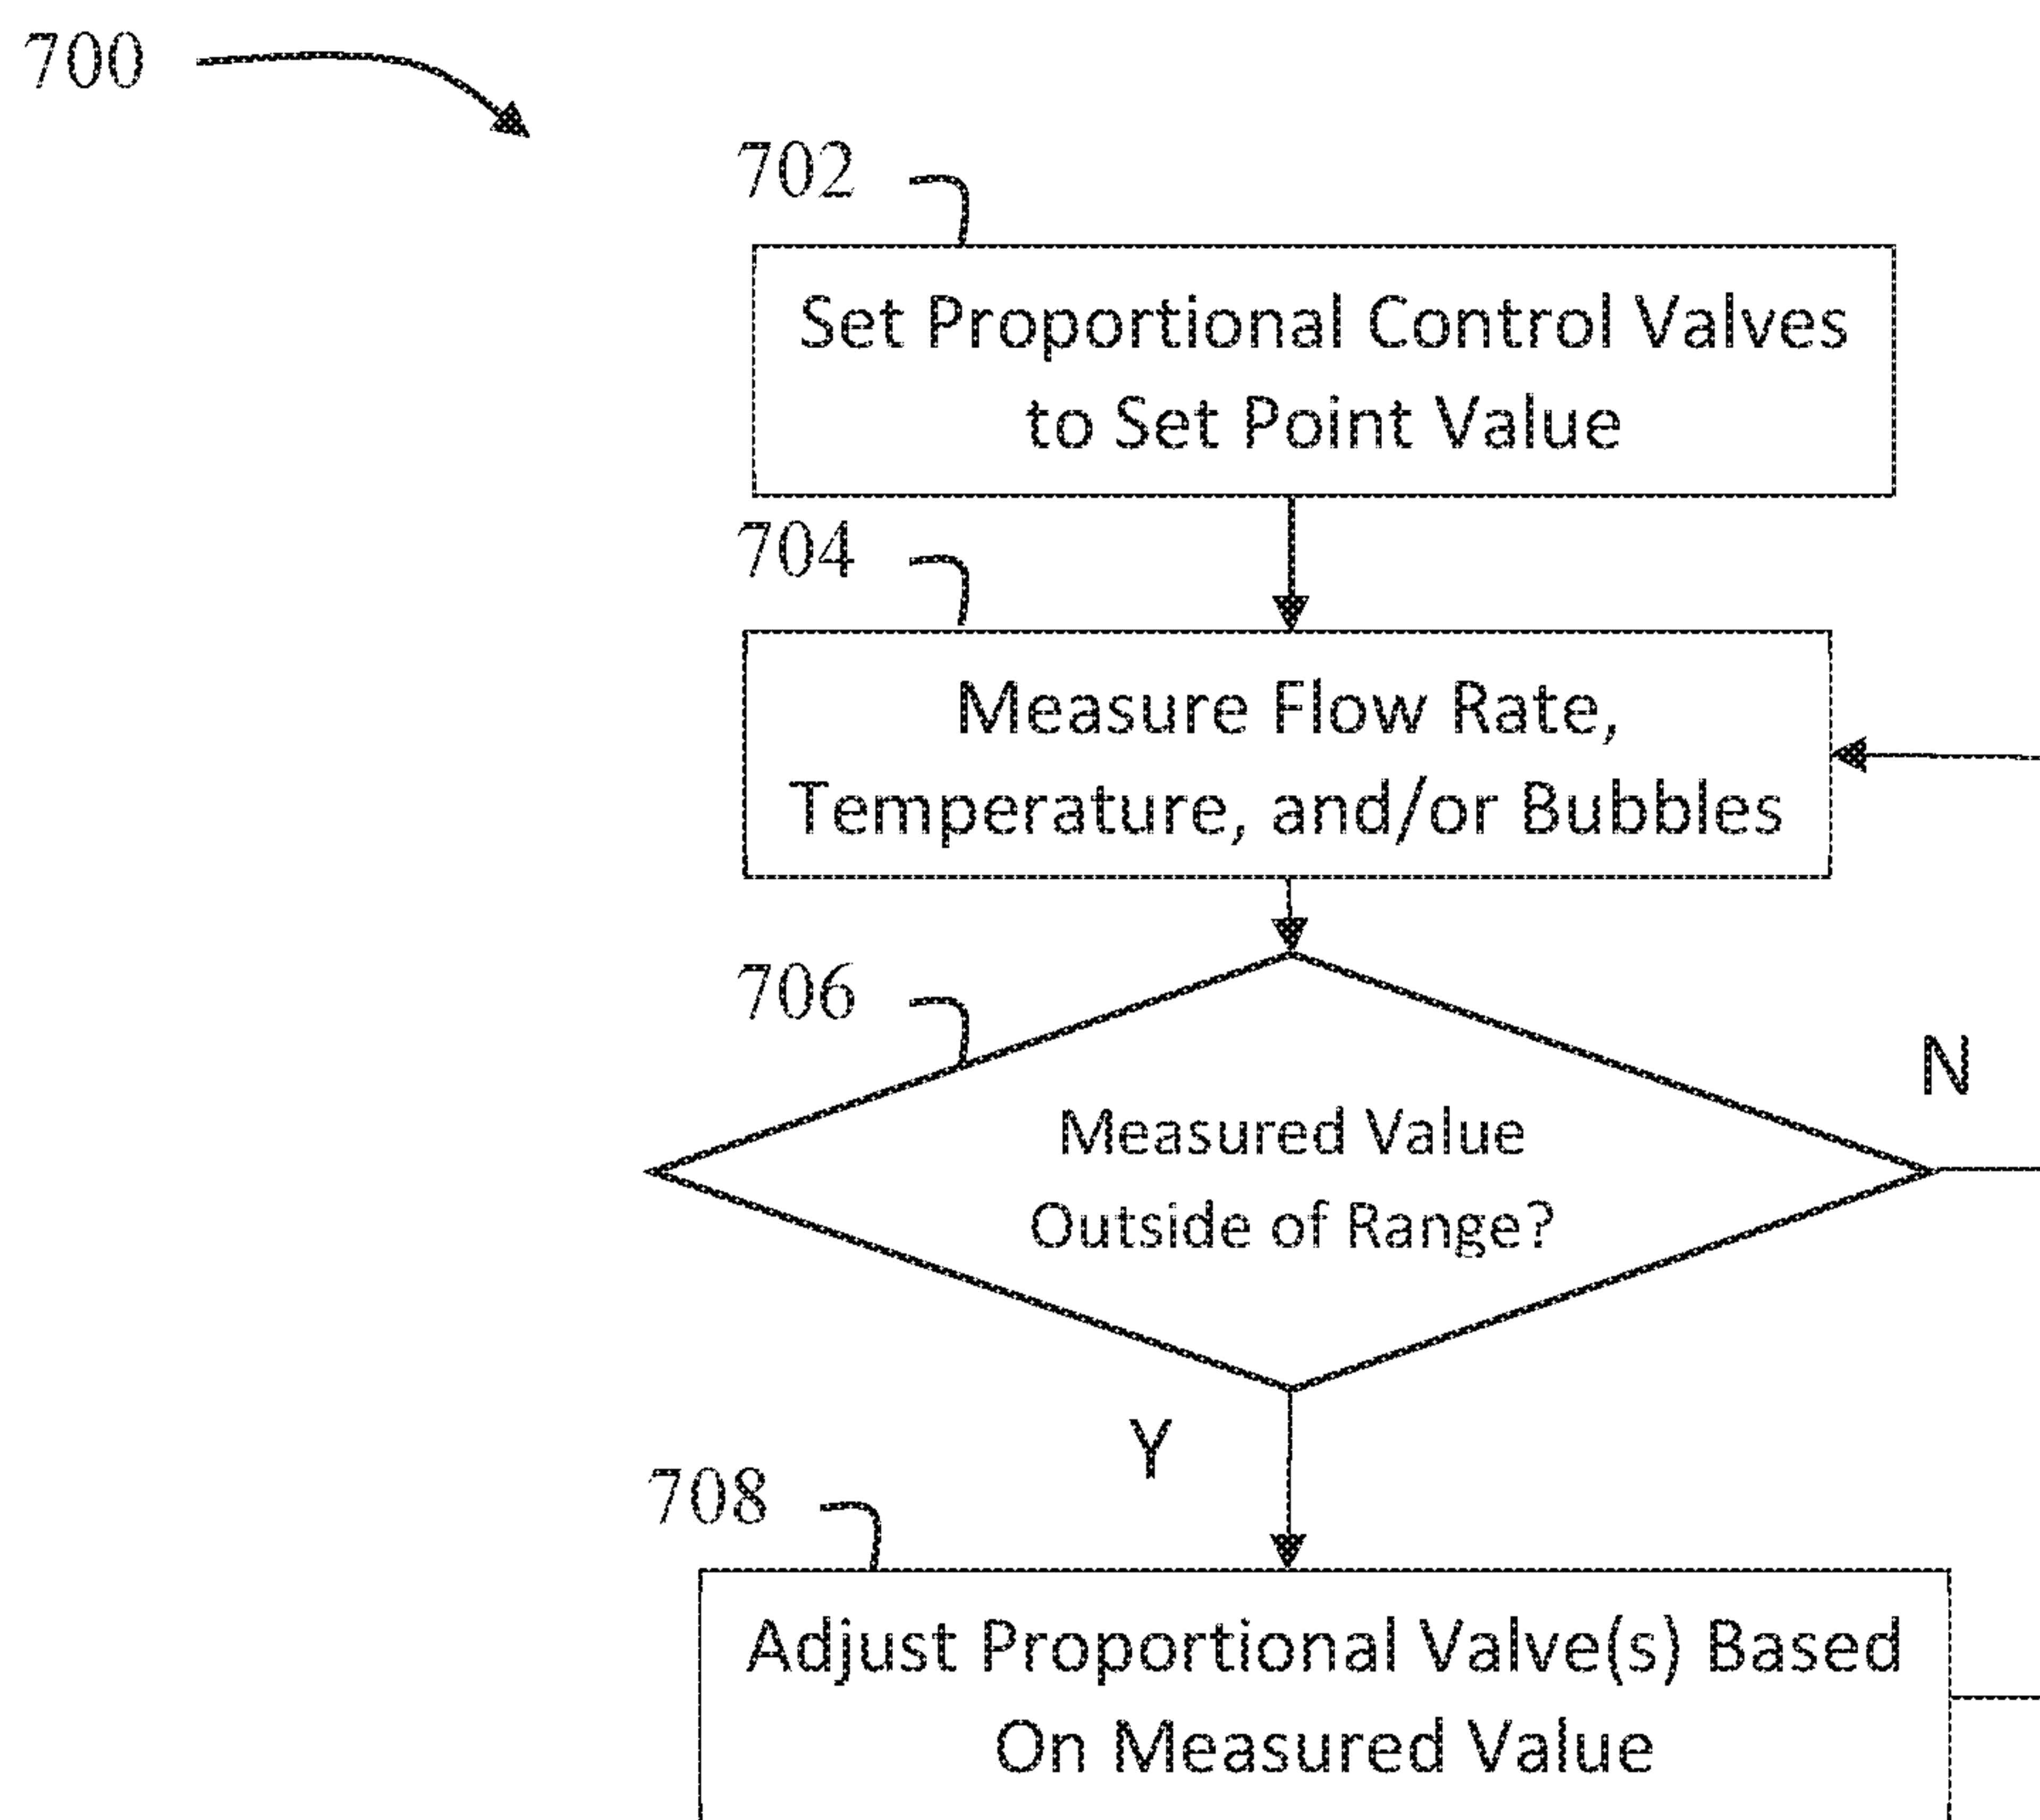 700
702
Set Proportional Control Valves
to Set Point Value
704
Measure Flow Rate,
Temperature, and/or Bubbles
706
N
Measured Value
Outside of Range?
Y
708
Adjust Proportional Valve(s) Based
On Measured Value